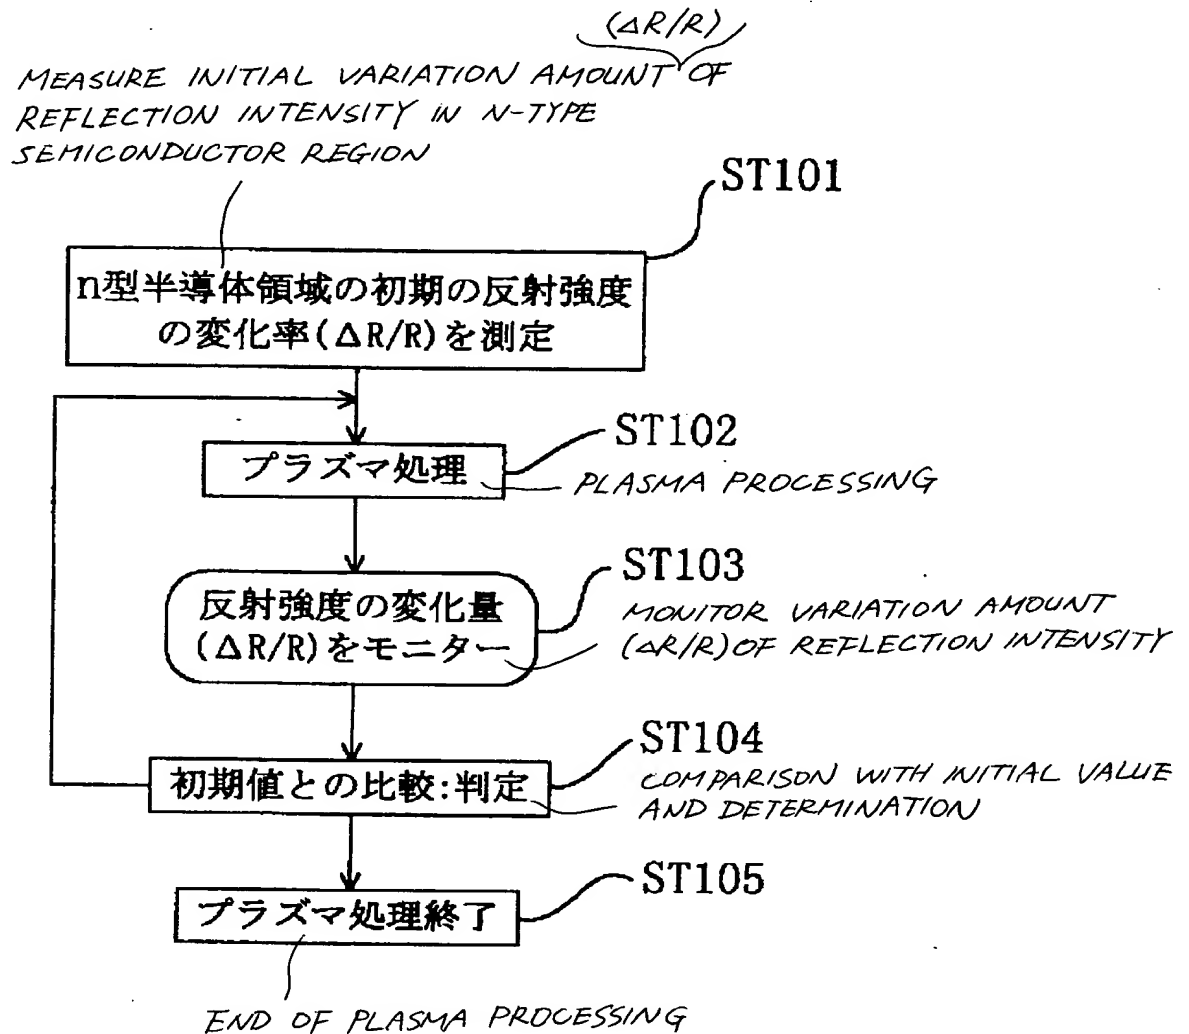 (ΔR/R)
MEASURE INITIAL VARIATION AMOUNT OF
REFLECTION INTENSITY IN N-TYPE
SEMICONDUCTOR REGION
ST101
n型半導体領域の初期の反射強度
の変化率(ΔR/R)を測定
ST102
プラズマ処理
PLASMA PROCESSING
ST103
反射強度の変化量
(ΔR/R)をモニター
MONITOR VARIATION AMOUNT
(ΔR/R) OF REFLECTION INTENSITY
ST104
初期値との比較:判定
COMPARISON WITH INITIAL VALUE
AND DETERMINATION
ST105
プラズマ処理終了
END OF PLASMA PROCESSING